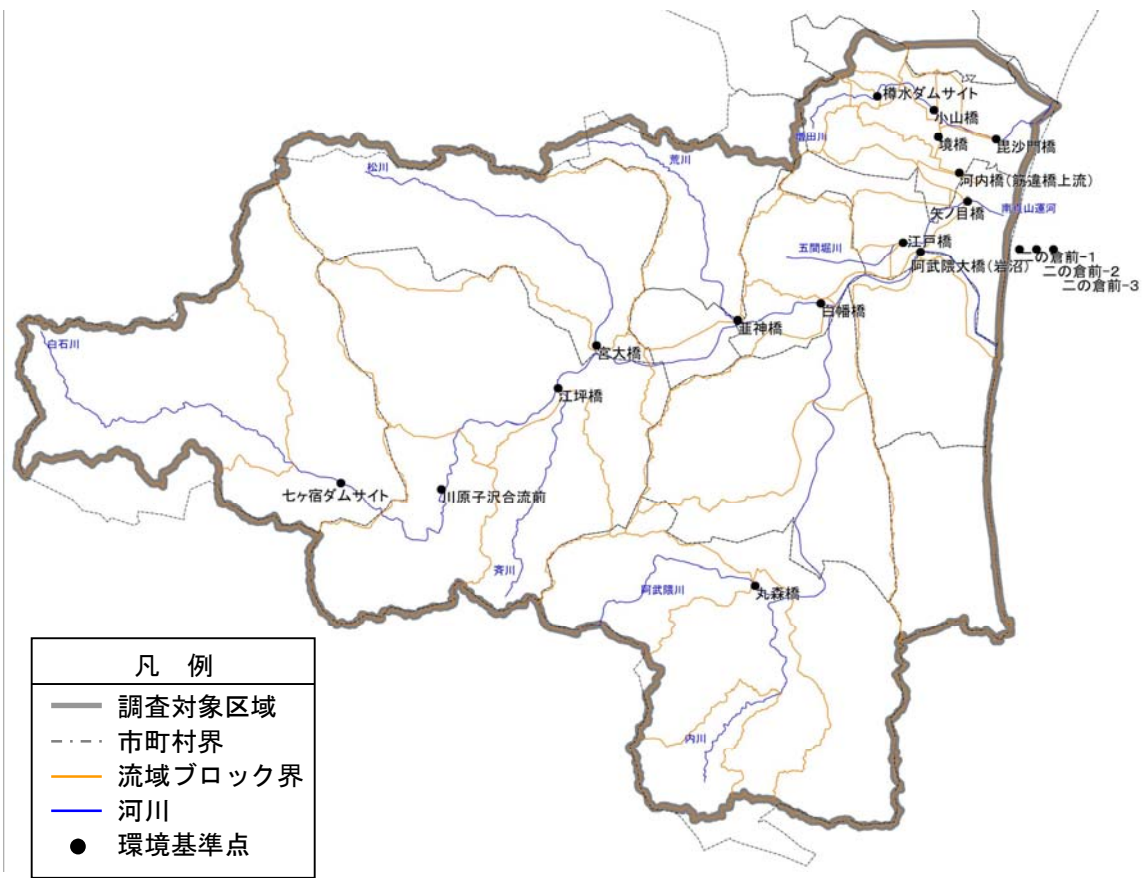 樽水ダムサイト
小山橋
増田川
境橋
毘沙門橋
荒川
松川
河内橋(筋違橋上流)
矢ノ目橋
南貞山運河
五間堀川
江戸橋
阿武隈大橋(岩沼)
二の倉前-1
二の倉前-2
二の倉前-3
白幡橋
韮神橋
白石川
宮大橋
江坪橋
七ヶ宿ダムサイト
川原子沢合流前
斉川
阿武隈川
丸森橋
内川
凡 例
調査対象区域
市町村界
流域ブロック界
河川
環境基準点